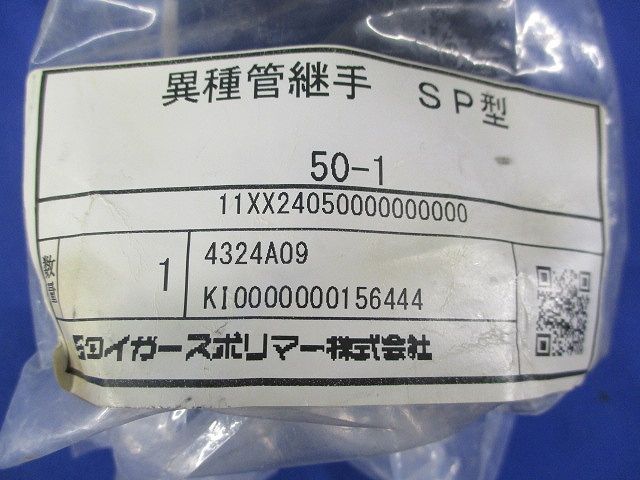 異種管継手 SP型
50-1
11XX24050000000000
数量 1
4324A09
KI0000000156444
タイガースポリマー株式会社